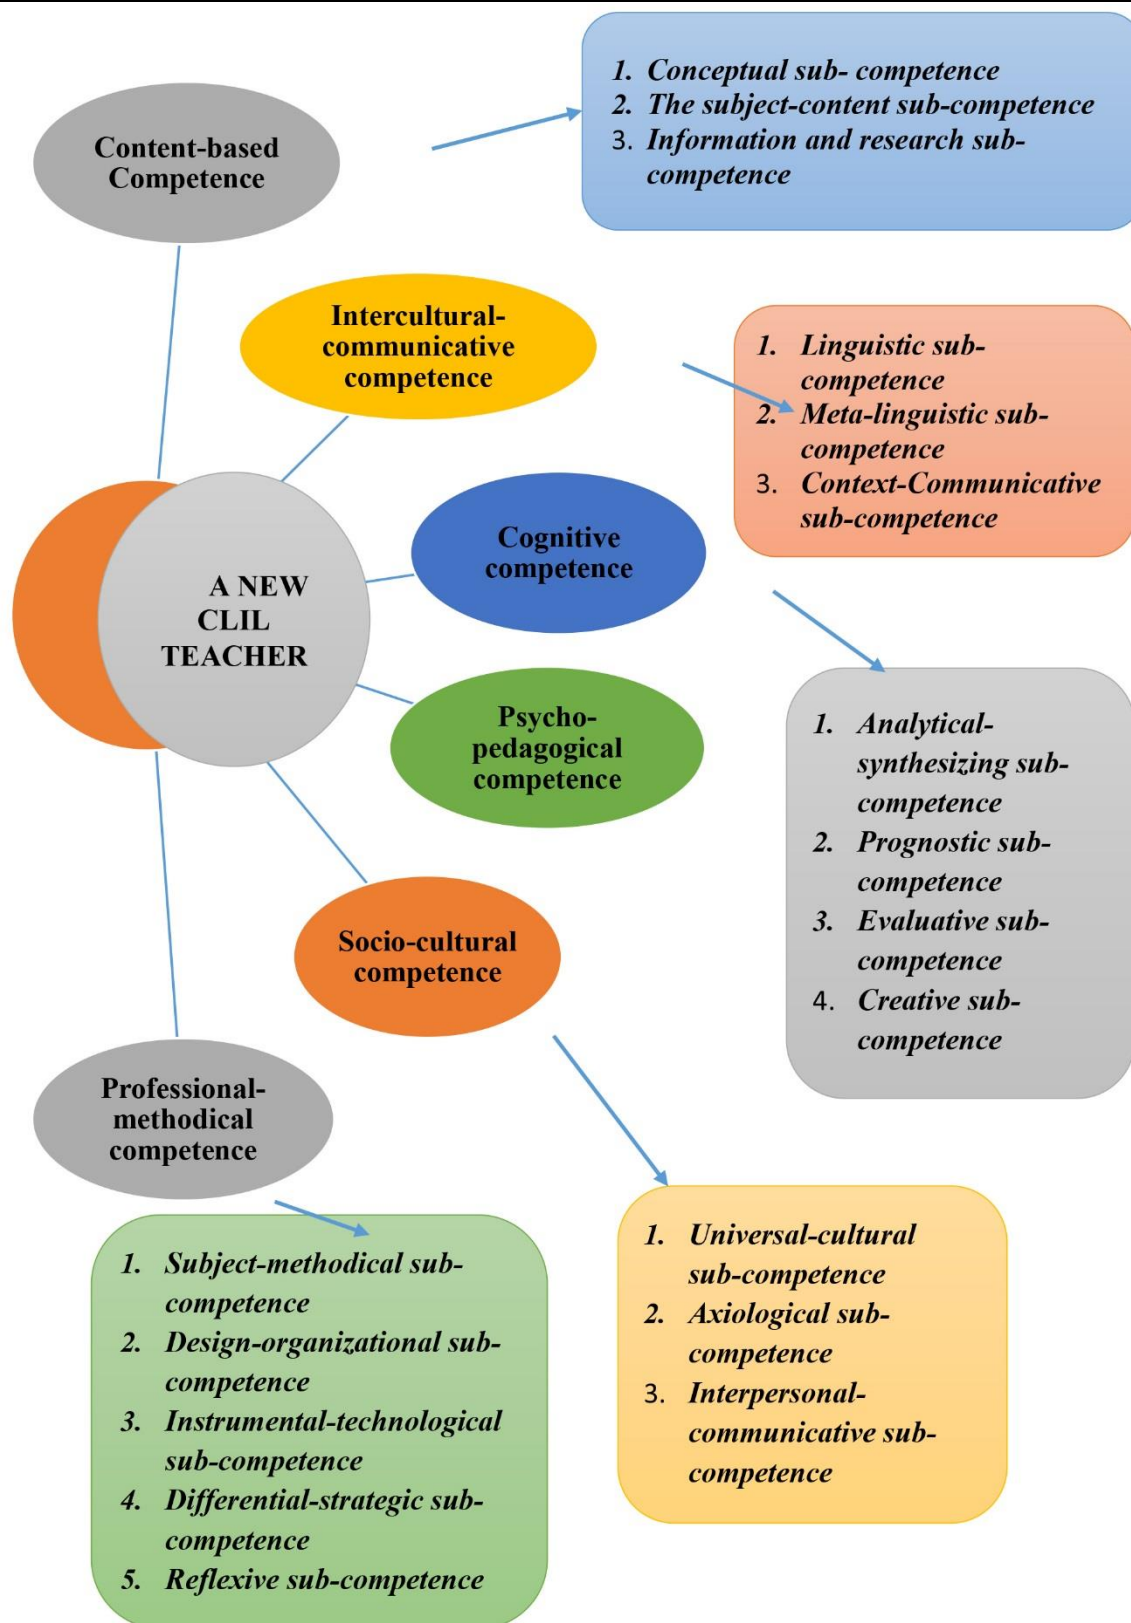 Content-based
Competence
1. Conceptual sub- competence
2. The subject-content sub-competence
3. Information and research sub-
competence
Intercultural-
communicative
competence
1. Linguistic sub-
competence
2. Meta-linguistic sub-
competence
3. Context-Communicative
sub-competence
A NEW
CLIL
TEACHER
Cognitive
competence
1. Analytical-
synthesizing sub-
competence
2. Prognostic sub-
competence
3. Evaluative sub-
competence
4. Creative sub-
competence
Psycho-
pedagogical
competence
Socio-cultural
competence
1. Universal-cultural
sub-competence
2. Axiological sub-
competence
3. Interpersonal-
communicative sub-
competence
Professional-
methodical
competence
1. Subject-methodical sub-
competence
2. Design-organizational sub-
competence
3. Instrumental-technological
sub-competence
4. Differential-strategic sub-
competence
5. Reflexive sub-competence